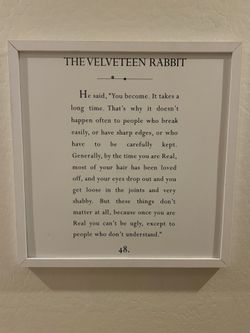 THE VELVETEEN RABBIT
He said, "You become. It takes a
long time. That's why it doesn't
happen often to people who break
easily, or have sharp edges, or who
have to be carefully kept.
Generally, by the time you are Real,
most of your hair has been loved
off, and your eyes drop out and you
get loose in the joints and very
shabby. But these things don't
matter at all, because once you are
Real you can't be ugly, except to
people who don't understand."
48.